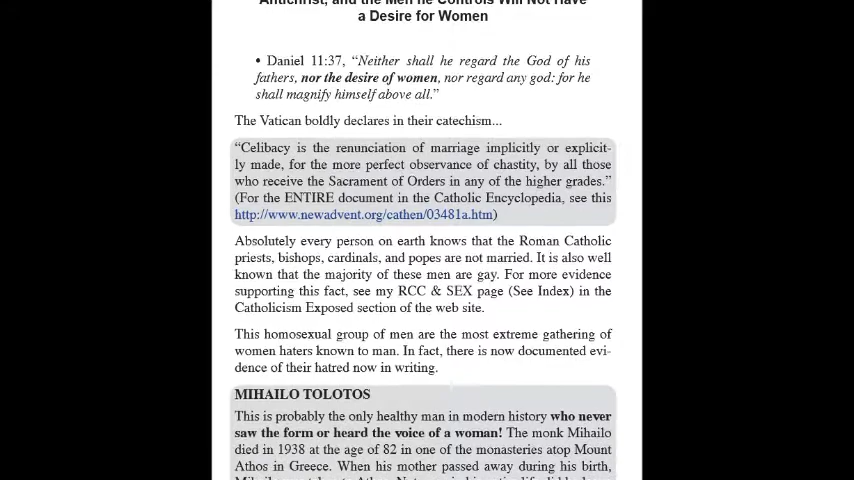 Antichrist, and the Men he Controls Will Not Have
a Desire for Women
• Daniel 11:37, “Neither shall he regard the God of his
fathers, nor the desire of women, nor regard any god: for he
shall magnify himself above all.”
The Vatican boldly declares in their catechism...
“Celibacy is the renunciation of marriage implicitly or explicit-
ly made, for the more perfect observance of chastity, by all those
who receive the Sacrament of Orders in any of the higher grades.”
(For the ENTIRE document in the Catholic Encyclopedia, see this
http://www.newadvent.org/cathen/03481a.htm)
Absolutely every person on earth knows that the Roman Catholic
priests, bishops, cardinals, and popes are not married. It is also well
known that the majority of these men are gay. For more evidence
supporting this fact, see my RCC & SEX page (See Index) in the
Catholicism Exposed section of the web site.
This homosexual group of men are the most extreme gathering of
women haters known to man. In fact, there is now documented evi-
dence of their hatred now in writing.
MIHAILO TOLOTOS
This is probably the only healthy man in modern history who never
saw the form or heard the voice of a woman! The monk Mihailo
died in 1938 at the age of 82 in one of the monasteries atop Mount
Athos in Greece. When his mother passed away during his birth,